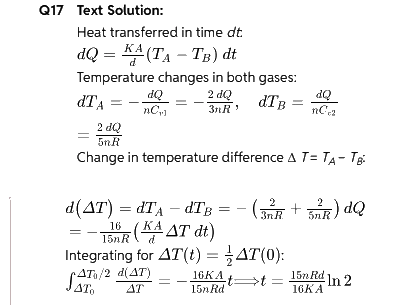 Q17 Text Solution:
Heat transferred in time dt:
dQ = KA/d (T_A − T_B) dt
Temperature changes in both gases:
dT_A = − dQ/nC_v1 = − 2 dQ/3nR , dT_B = dQ/nC_v2
= 2 dQ/5nR
Change in temperature difference Δ T= T_A − T_B:
d(ΔT) = dT_A − dT_B = − (2/3nR + 2/5nR) dQ
= − 16/15nR (KA/d ΔT dt)
Integrating for ΔT(t) = 1/2 ΔT(0):
∫_ΔT₀^ΔT₀/2 d(ΔT)/ΔT = − 16KA/15nRd t ⟹ t = 15nRd/16KA ln 2